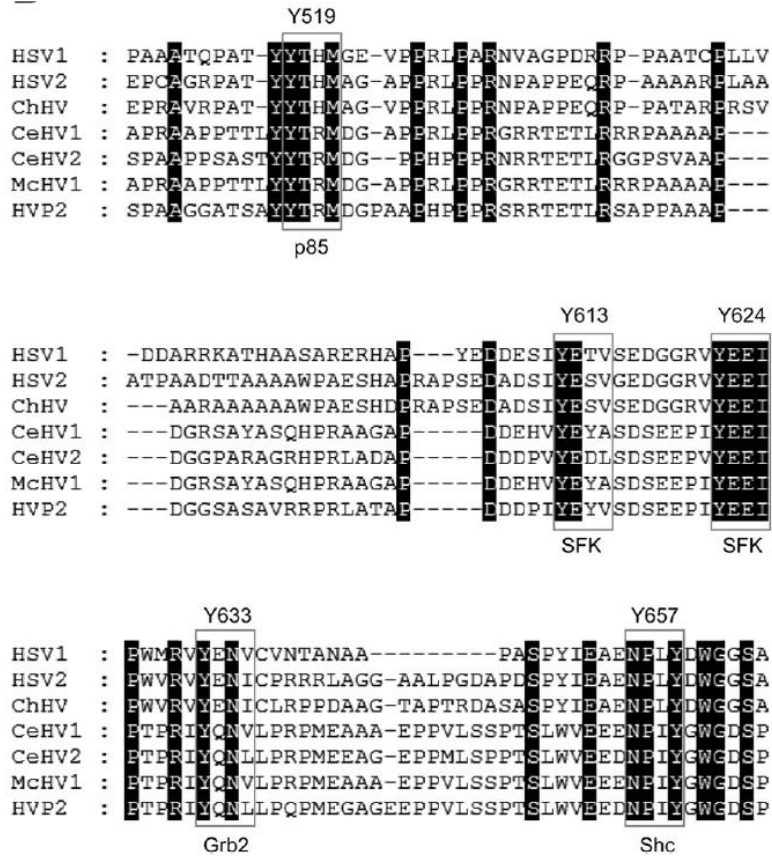 Y519
HSV1 : PAAATQPAT-YYTHMGE-VPPRLPARNVAGPDRRP-PAATCPLLV
HSV2 : EPCAGRPAT-YYTHMAG-APPRLPPRNPAPPEQRP-AAAARPLAA
ChHV : EPRAVRPAT-YYTHMAG-VPPRLPPRNPAPPEQRP-PATARPRSV
CeHV1 : APRAAPPTTLYYTRMDG-APPRLPPRGRRTETLRRRPAAAAP---
CeHV2 : SPAAPPSASTYYTRMDG--PPHPPPRNRRTETLRGGPSVAAP---
McHV1 : APRAAPPTTLYYTRMDG-APPRLPPRGRRTETLRRRPAAAAP---
HVP2 : SPAAGGATSAYYTRMDGPAAPHPPPRSRRTETLRSAPPAAAP---
p85
Y613 Y624
HSV1 : -DDARRKATHAASARERHAP---YEDDESIYETVSEDGGRVYEEI
HSV2 : ATPAADTTAAAAWPAESHAPRAPSEDADSIYESVGEDGGRVYEEI
ChHV : ---AARAAAAAAWPAESHDPRAPSEDADSIYESVSEDGGRVYEEI
CeHV1 : ---DGRSAYASQHPRAAGAP-----DDEHVYEYASDSEEPIYEEI
CeHV2 : ---DGGPARAGRHPRLADAP-----DDDPVYEDLSDSEEPVYEEI
McHV1 : ---DGRSAYASQHPRAAGAP-----DDEHVYEYASDSEEPIYEEI
HVP2 : ---DGGSASAVRRPRLATAP-----DDDPIYEYVSDSEEPIYEEI
SFK SFK
Y633 Y657
HSV1 : PWMRVYENVCVNTANAA---------PASPYIEAENPLYDWGGSA
HSV2 : PWVRVYENICPRRRLAGG-AALPGDAPDSPYIEAENPLYDWGGSA
ChHV : PWVRVYENICLRPPDAAG-TAPTRDASASPYIEAENPLYDWGGSA
CeHV1 : PTPRIYQNVLPRPMEAAA-EPPVLSSPTSLWVEEENPIYGWGDSP
CeHV2 : PTPRIYQNLLPRPMEEAG-EPPMLSPPTSLWVEEENPIYGWGDSP
McHV1 : PTPRIYQNVLPRPMEAAA-EPPVLSSPTSLWVEEENPIYGWGDSP
HVP2 : PTPRIYQNLLPQPMEGAGEEPPVLSSPTSLWVEEDNPIYGWGDSP
Grb2 Shc